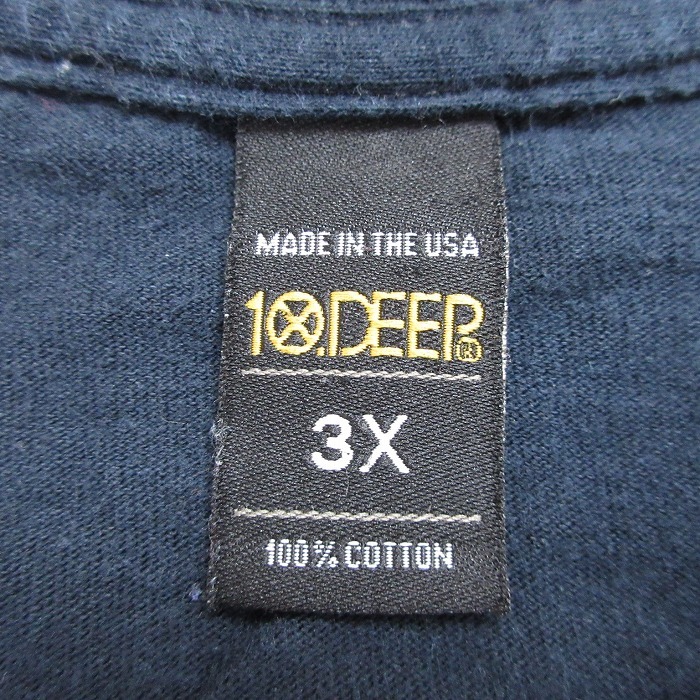 MADE IN THE USA
10.DEEP®
3X
100% COTTON